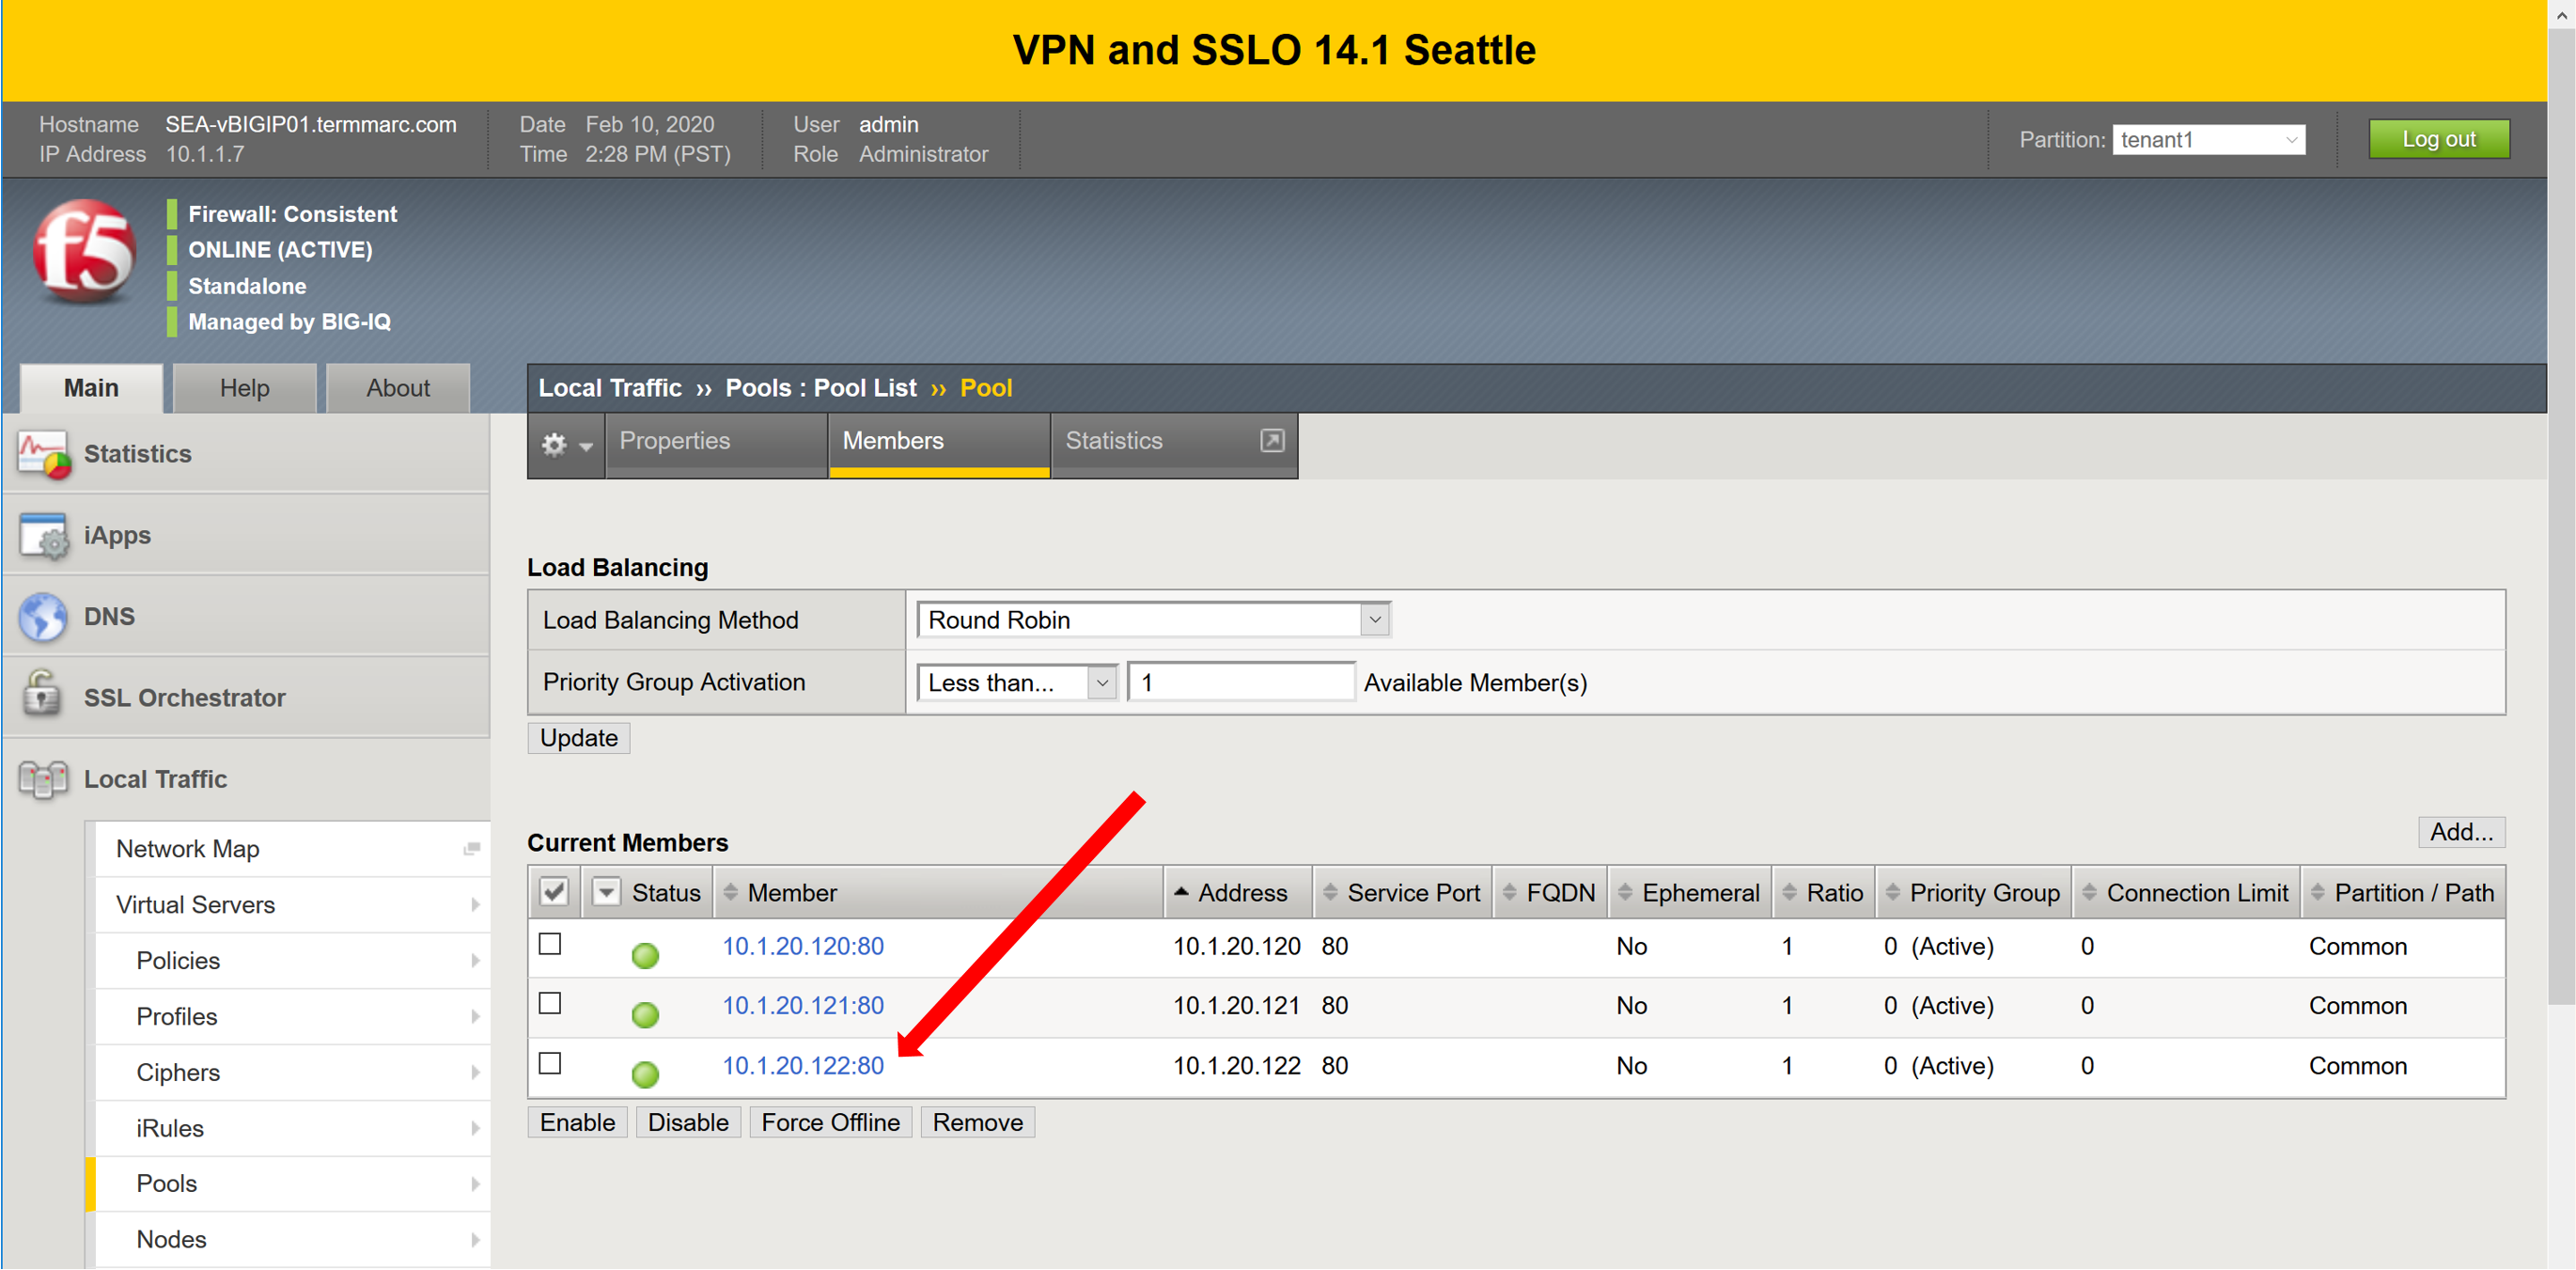 VPN and SSLO 14.1 Seattle
Hostname SEA-vBIGIP01.termmarc.com Date Feb 10, 2020 User admin
IP Address 10.1.1.7 Time 2:28 PM (PST) Role Administrator
Partition: tenant1 Log out
f5
Firewall: Consistent
ONLINE (ACTIVE)
Standalone
Managed by BIG-IQ
Main Help About
Local Traffic ›› Pools : Pool List ›› Pool
Properties Members Statistics
Statistics
iApps
DNS
SSL Orchestrator
Local Traffic
Network Map
Virtual Servers
Policies
Profiles
Ciphers
iRules
Pools
Nodes
Load Balancing
Load Balancing Method Round Robin
Priority Group Activation Less than... 1 Available Member(s)
Update
Current Members
Add...
Status Member Address Service Port FQDN Ephemeral Ratio Priority Group Connection Limit Partition / Path
10.1.20.120:80 10.1.20.120 80 No 1 0 (Active) 0 Common
10.1.20.121:80 10.1.20.121 80 No 1 0 (Active) 0 Common
10.1.20.122:80 10.1.20.122 80 No 1 0 (Active) 0 Common
Enable Disable Force Offline Remove